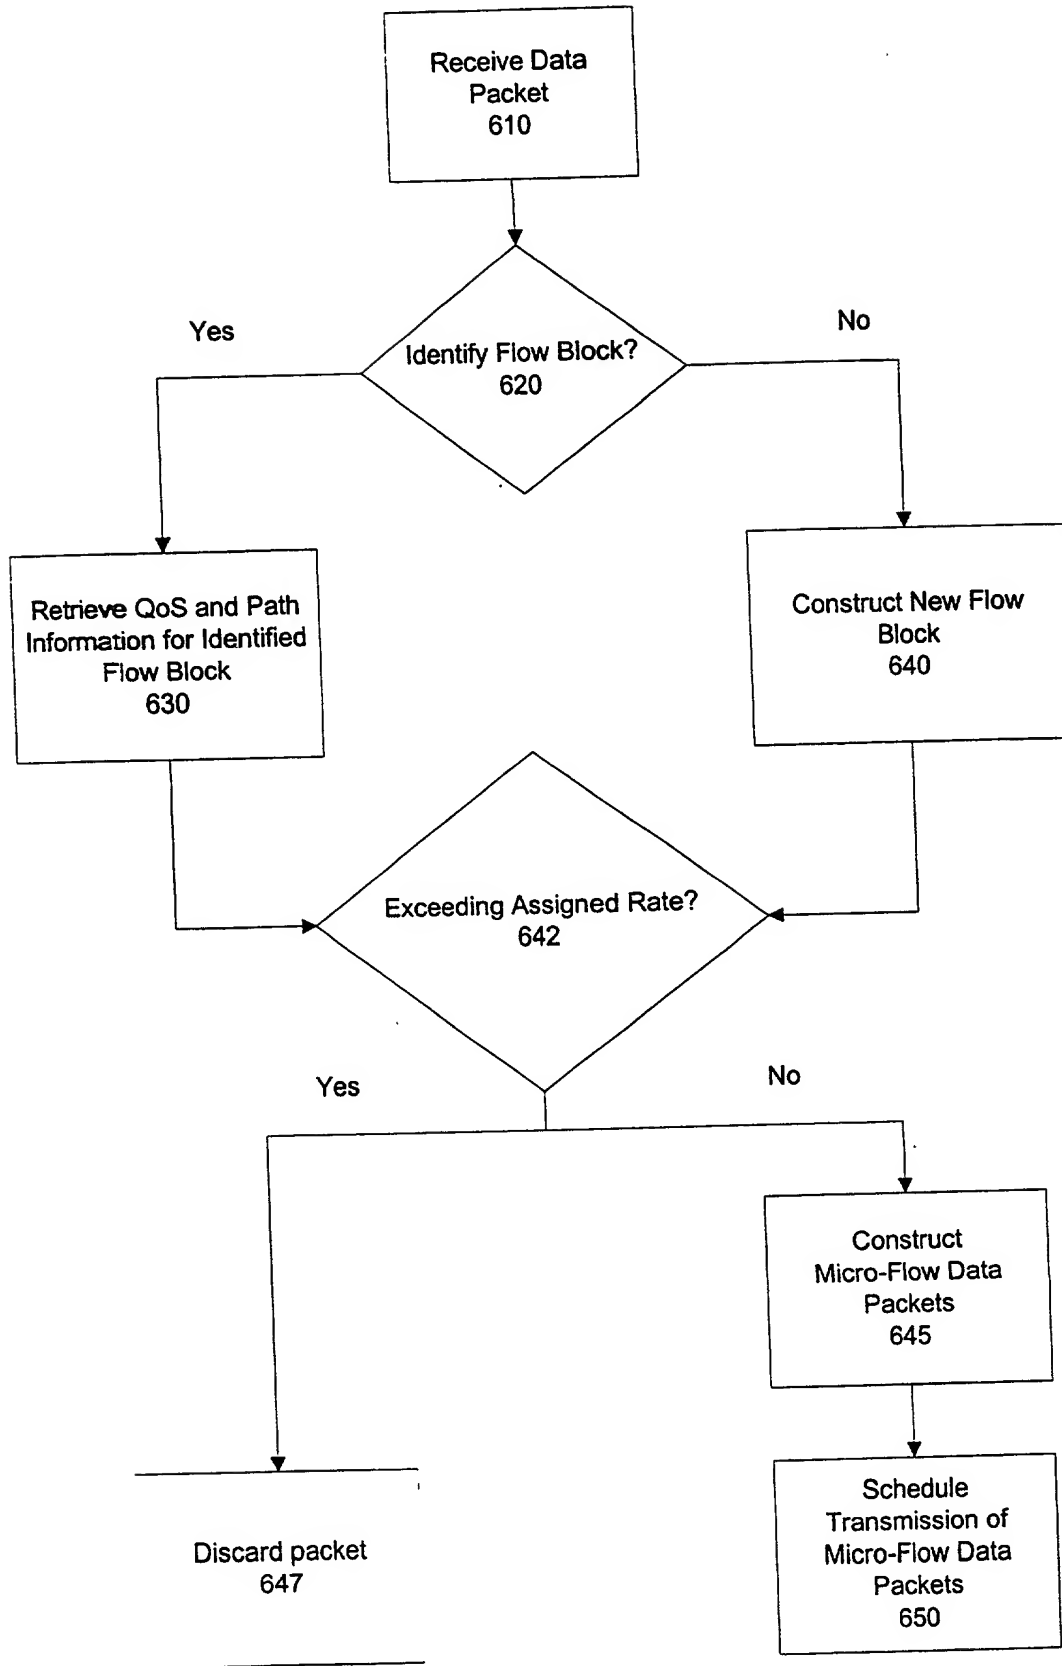 Receive Data
Packet
610
Yes
No
Identify Flow Block?
620
Retrieve QoS and Path
Information for Identified
Flow Block
630
Construct New Flow
Block
640
Exceeding Assigned Rate?
642
Yes
No
Construct
Micro-Flow Data
Packets
645
Discard packet
647
Schedule
Transmission of
Micro-Flow Data
Packets
650